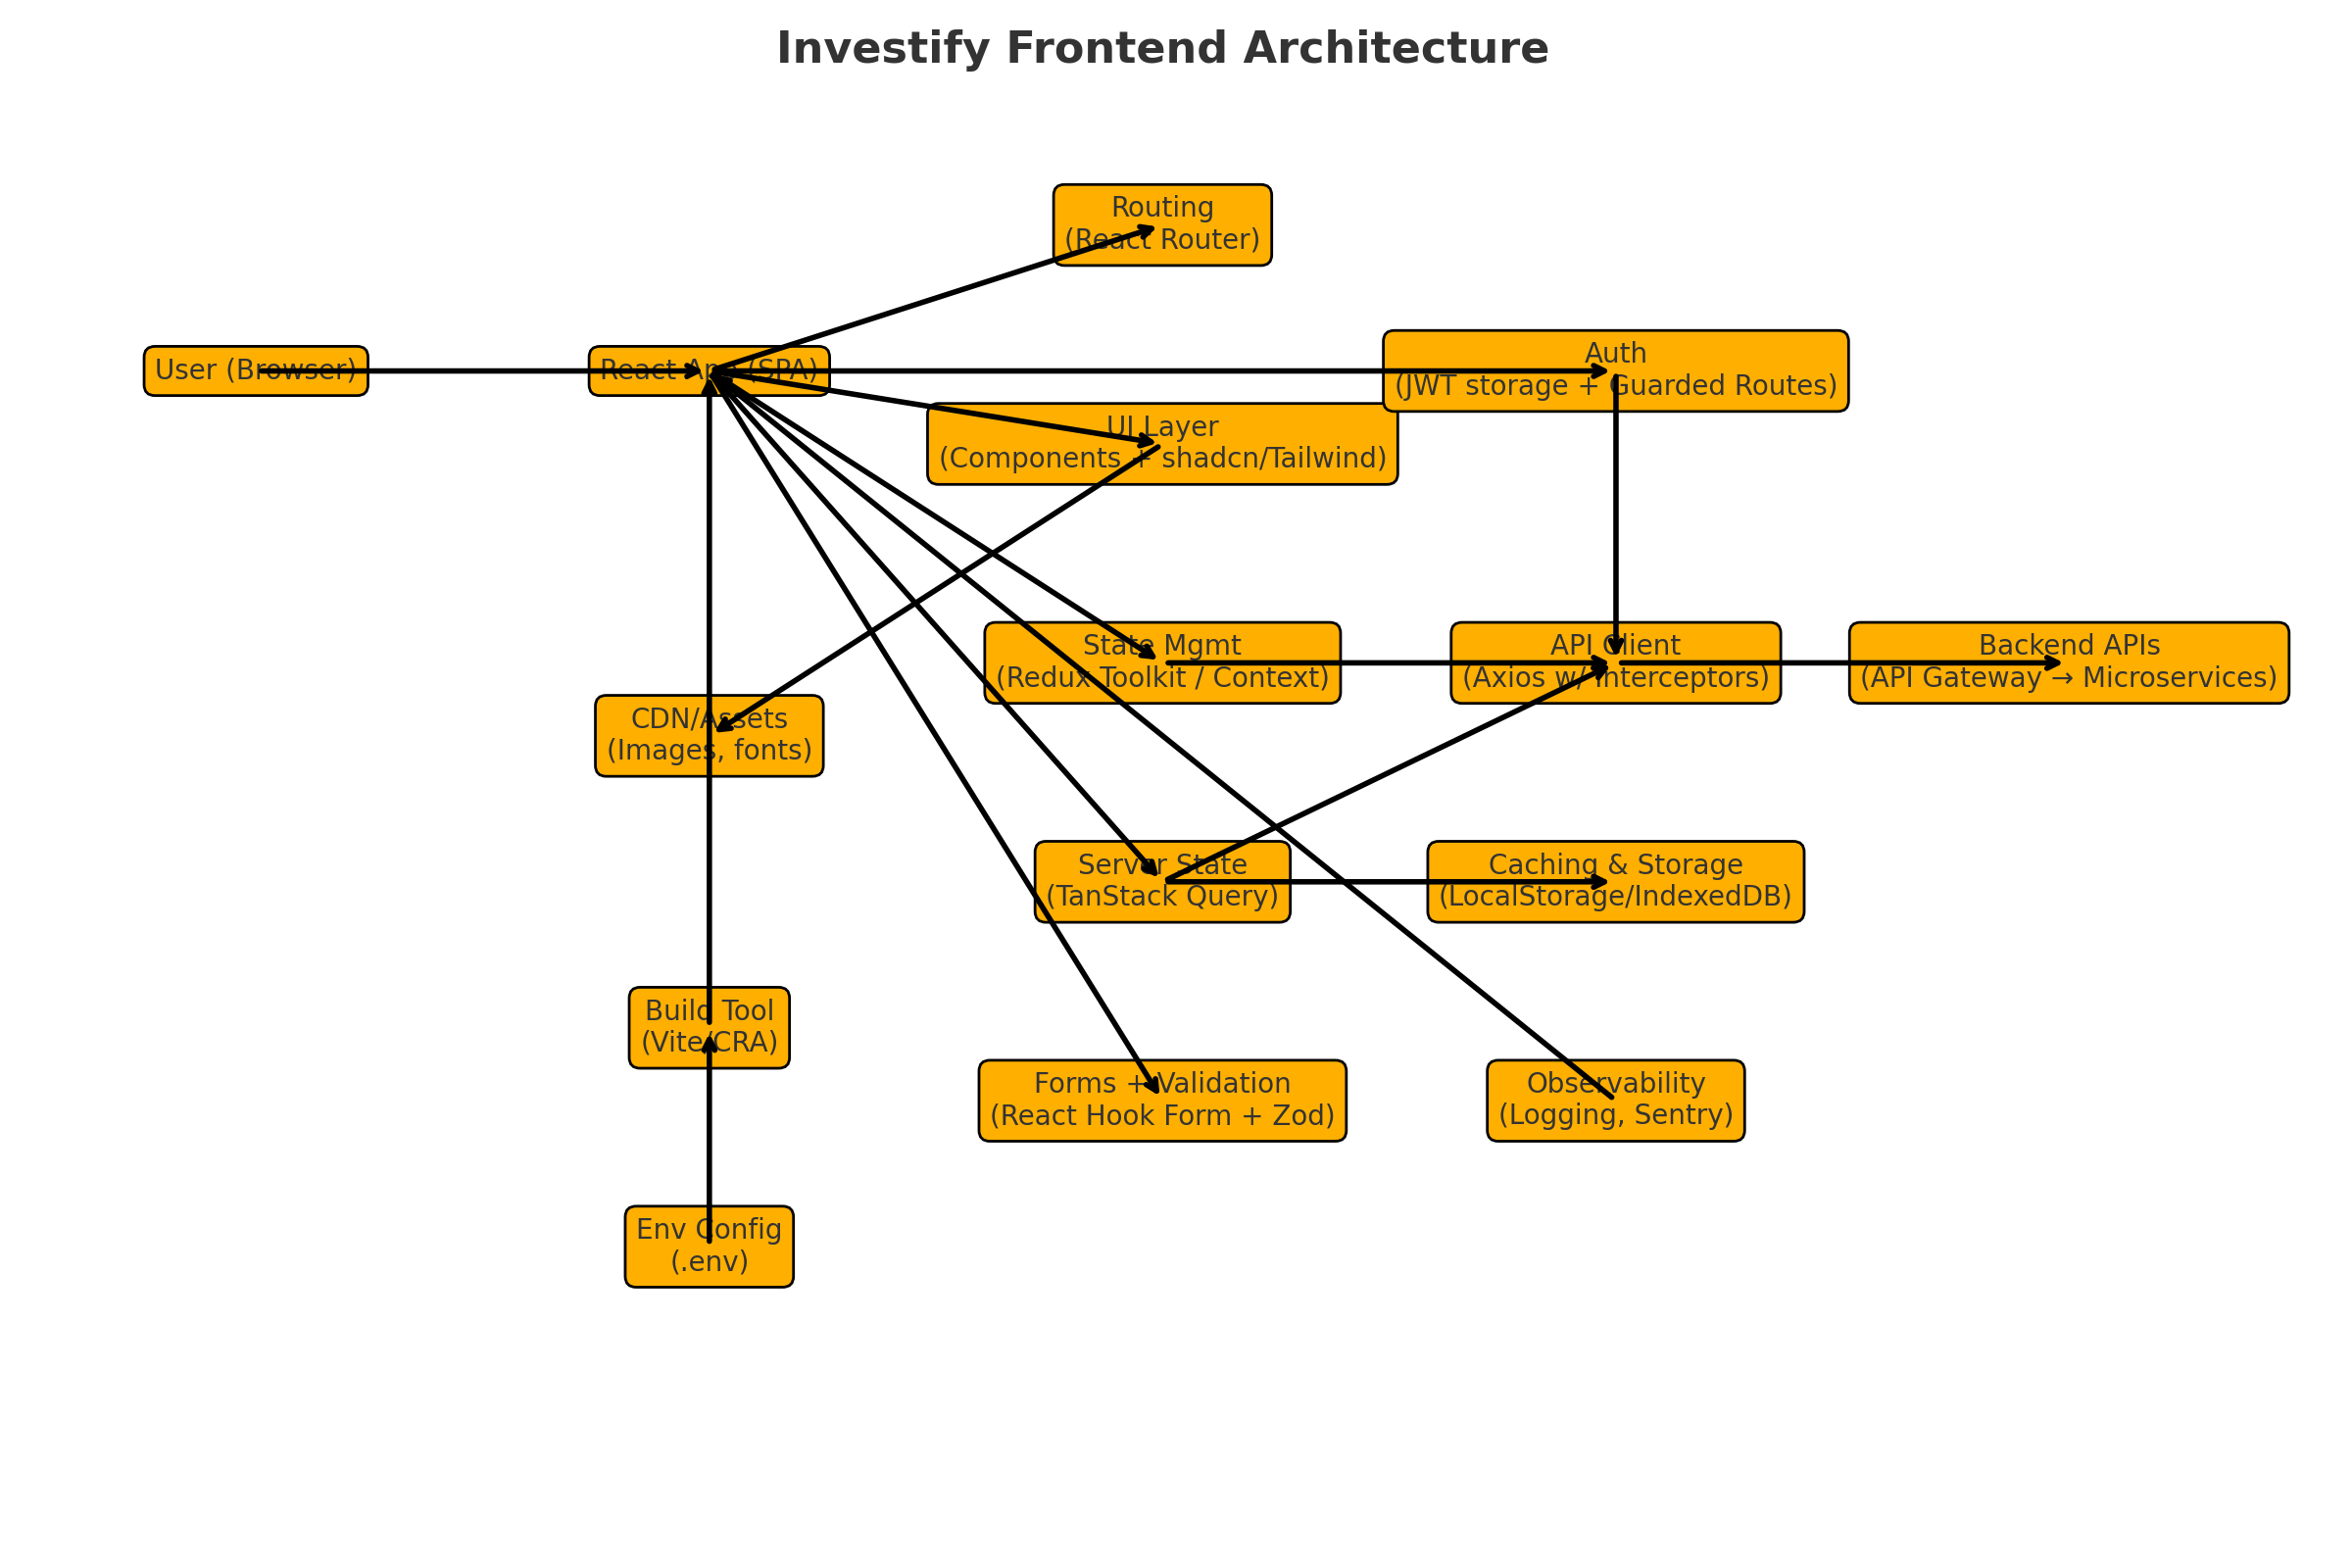 Investify Frontend Architecture
Routing
(React Router)
User (Browser)
React App (SPA)
Auth
(JWT storage + Guarded Routes)
UI Layer
(Components + shadcn/Tailwind)
State Mgmt
(Redux Toolkit / Context)
API Client
(Axios w/ Interceptors)
Backend APIs
(API Gateway → Microservices)
CDN/Assets
(Images, fonts)
Server State
(TanStack Query)
Caching & Storage
(LocalStorage/IndexedDB)
Build Tool
(Vite/CRA)
Forms + Validation
(React Hook Form + Zod)
Observability
(Logging, Sentry)
Env Config
(.env)